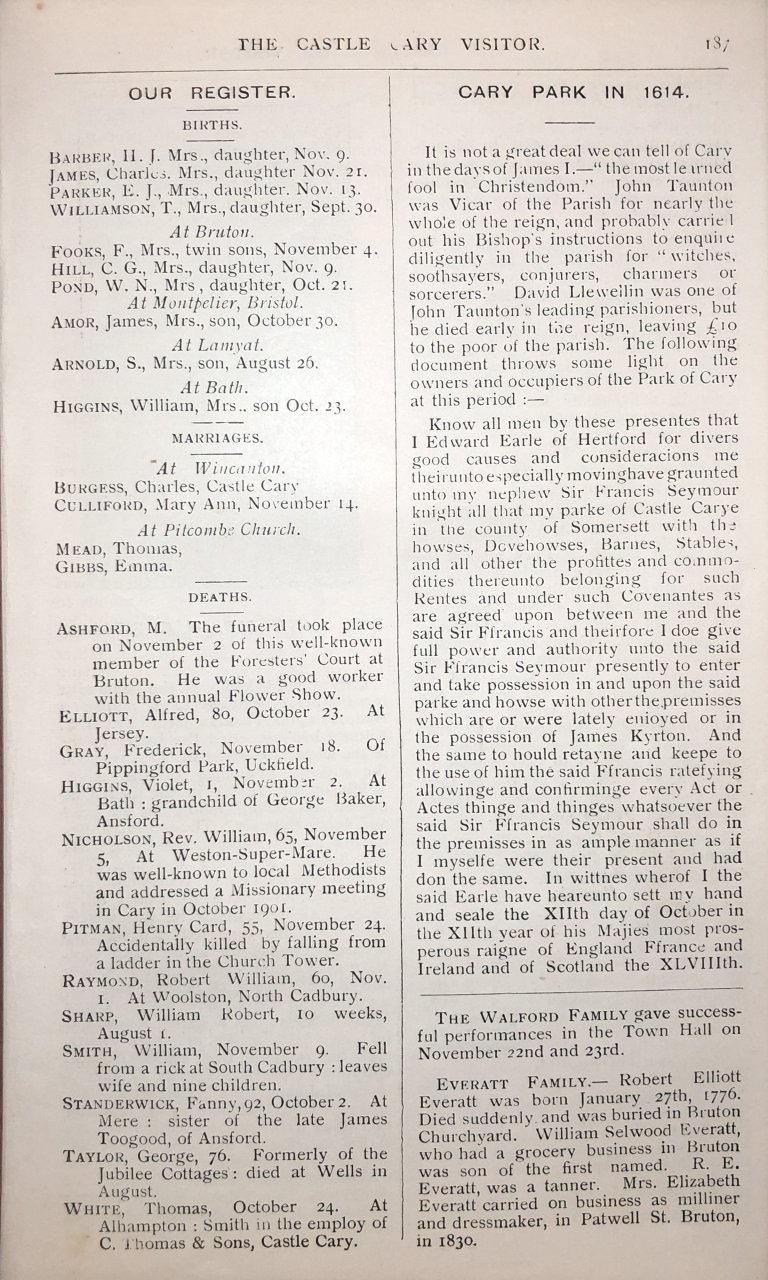 THE CASTLE CARY VISITOR. 187
OUR REGISTER.
BIRTHS.
BARBER, H. J. Mrs., daughter, Nov. 9.
JAMES, Charles. Mrs., daughter Nov. 21.
PARKER, E. J., Mrs., daughter. Nov. 13.
WILLIAMSON, T., Mrs., daughter, Sept. 30.
At Bruton.
FOOKS, F., Mrs., twin sons, November 4.
HILL, C. G., Mrs., daughter, Nov. 9.
POND, W. N., Mrs, daughter, Oct. 21.
At Montpelier, Bristol.
AMOR, James, Mrs., son, October 30.
At Lamyat.
ARNOLD, S., Mrs., son, August 26.
At Bath.
HIGGINS, William, Mrs.. son Oct. 23.
MARRIAGES.
At Wincanton.
BURGESS, Charles, Castle Cary
CULLIFORD, Mary Ann, November 14.
At Pitcombe Church.
MEAD, Thomas,
GIBBS, Emma.
DEATHS.
ASHFORD, M. The funeral took place
on November 2 of this well-known
member of the Foresters' Court at
Bruton. He was a good worker
with the annual Flower Show.
ELLIOTT, Alfred, 80, October 23. At
Jersey.
GRAY, Frederick, November 18. Of
Pippingford Park, Uckfield.
HIGGINS, Violet, 1, November 2. At
Bath : grandchild of George Baker,
Ansford.
NICHOLSON, Rev. William, 65, November
5, At Weston-Super-Mare. He
was well-known to local Methodists
and addressed a Missionary meeting
in Cary in October 1901.
PITMAN, Henry Card, 55, November 24.
Accidentally killed by falling from
a ladder in the Church Tower.
RAYMOND, Robert William, 60, Nov.
1. At Woolston, North Cadbury.
SHARP, William Robert, 10 weeks,
August 1.
SMITH, William, November 9. Fell
from a rick at South Cadbury : leaves
wife and nine children.
STANDERWICK, Fanny, 92, October 2. At
Mere : sister of the late James
Toogood, of Ansford.
TAYLOR, George, 76. Formerly of the
Jubilee Cottages : died at Wells in
August.
WHITE, Thomas, October 24. At
Alhampton : Smith in the employ of
C. Thomas & Sons, Castle Cary.
CARY PARK IN 1614.
It is not a great deal we can tell of Cary
in the days of James I.—"the most learned
fool in Christendom." John Taunton
was Vicar of the Parish for nearly the
whole of the reign, and probably carried
out his Bishop's instructions to enquire
diligently in the parish for "witches,
soothsayers, conjurers, charmers or
sorcerers." David Llewellin was one of
John Taunton's leading parishioners, but
he died early in the reign, leaving £10
to the poor of the parish. The following
document throws some light on the
owners and occupiers of the Park of Cary
at this period :—
Know all men by these presentes that
I Edward Earle of Hertford for divers
good causes and consideracions me
theirunto especially moving have graunted
unto my nephew Sir Francis Seymour
knight all that my parke of Castle Carye
in the county of Somersett with the
howses, Dovehowses, Barnes, Stables,
and all other the profittes and commo-
dities thereunto belonging for such
Rentes and under such Covenantes as
are agreed upon between me and the
said Sir Ffrancis and theirfore I doe give
full power and authority unto the said
Sir Ffrancis Seymour presently to enter
and take possession in and upon the said
parke and howse with other the premisses
which are or were lately enioyed or in
the possession of James Kyrton. And
the same to hould retayne and keepe to
the use of him the said Ffrancis ratefying
allowinge and confirminge every Act or
Actes thinge and thinges whatsoever the
said Sir Ffrancis Seymour shall do in
the premisses in as ample manner as if
I myselfe were their present and had
don the same. In wittnes wherof I the
said Earle have heareunto sett my hand
and seale the XIIth day of October in
the XIIth year of his Majies most pros-
perous raigne of England Ffrance and
Ireland and of Scotland the XLVIIIth.
THE WALFORD FAMILY gave success-
ful performances in the Town Hall on
November 22nd and 23rd.
EVERATT FAMILY.— Robert Elliott
Everatt was born January 27th, 1776.
Died suddenly and was buried in Bruton
Churchyard. William Selwood Everatt,
who had a grocery business in Bruton
was son of the first named. R. E.
Everatt, was a tanner. Mrs. Elizabeth
Everatt carried on business as milliner
and dressmaker, in Patwell St. Bruton,
in 1830.